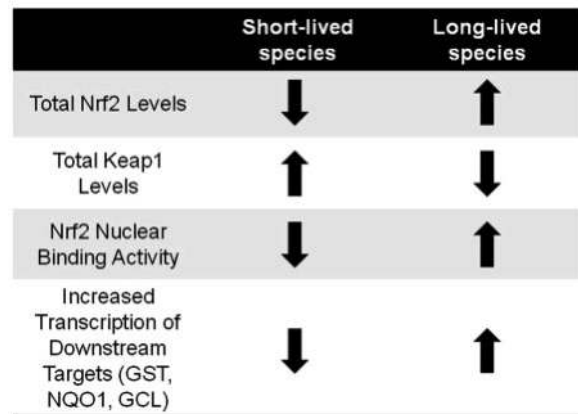 Short-lived species
Long-lived species
Total Nrf2 Levels
Total Keap1
Levels
Nrf2 Nuclear
Binding Activity
Increased
Transcription of
Downstream
Targets (GST,
NQO1, GCL)